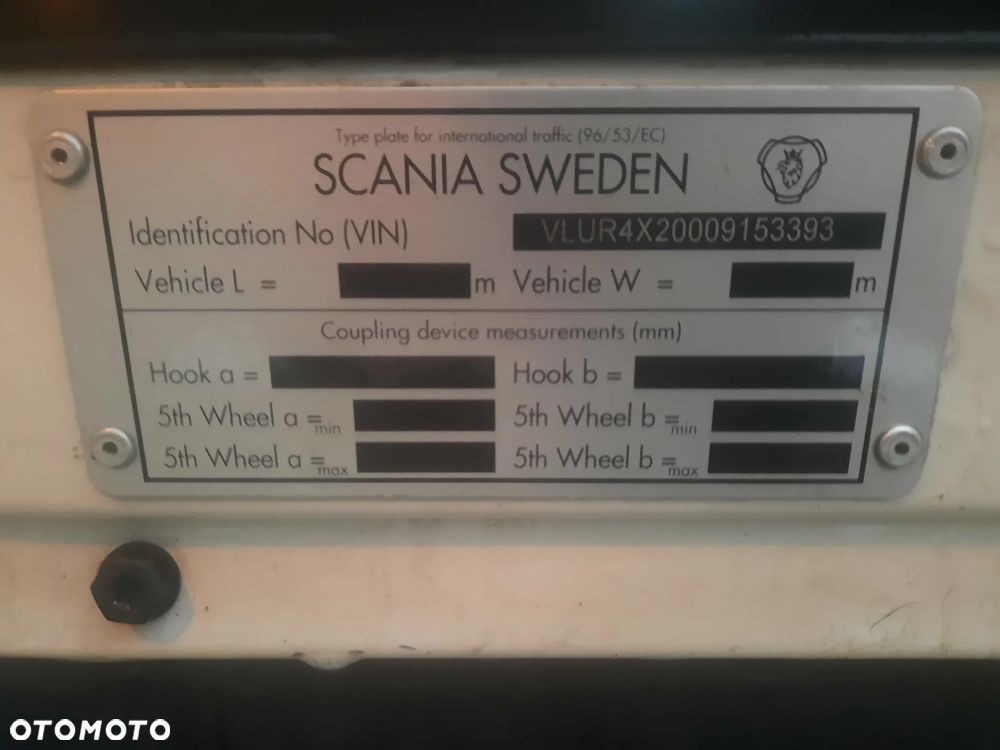 Type plate for international traffic (96/53/EC)
SCANIA SWEDEN
Identification No (VIN) VLUR4X20009153393
Vehicle L = m Vehicle W = m
Coupling device measurements (mm)
Hook a = Hook b =
5th Wheel a = min 5th Wheel b = min
5th Wheel a = max 5th Wheel b = max
OTOMOTO